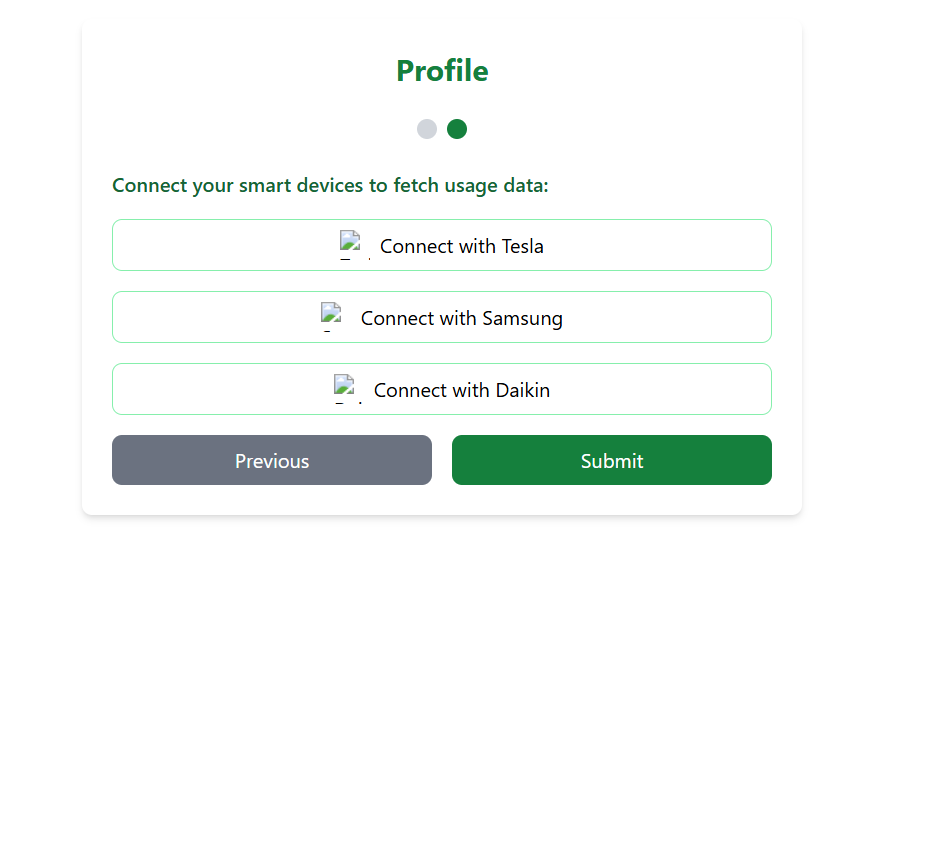 Profile
Connect your smart devices to fetch usage data:
Connect with Tesla
Connect with Samsung
Connect with Daikin
Previous
Submit